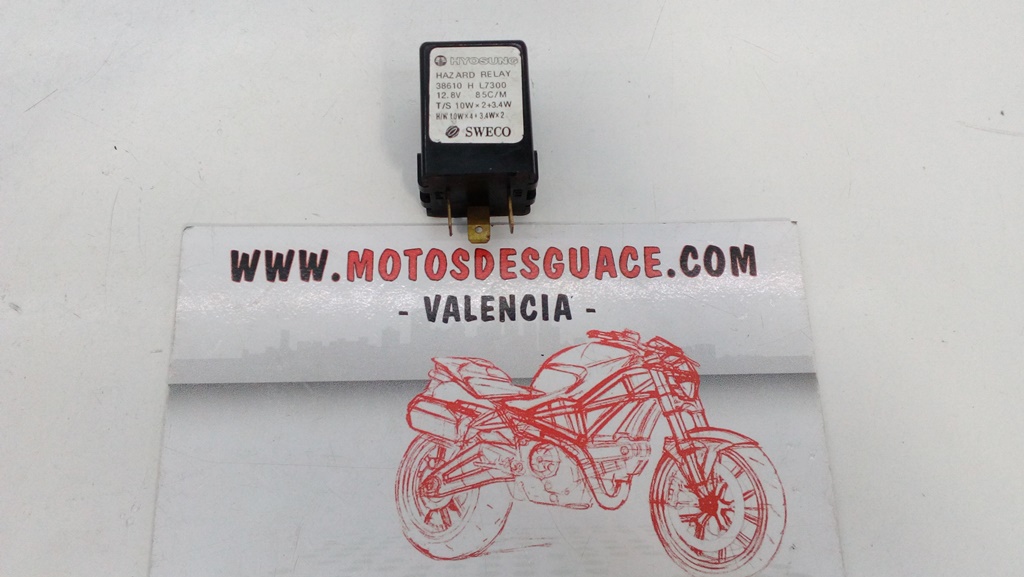 HYOSUNG
HAZARD RELAY
38610 H L7300
12.8V 85C/M
T/S 10W×2+3.4W
H/W 10W×4+3.4W×2
SWECO
WWW.MOTOSDESGUACE.COM
- VALENCIA -